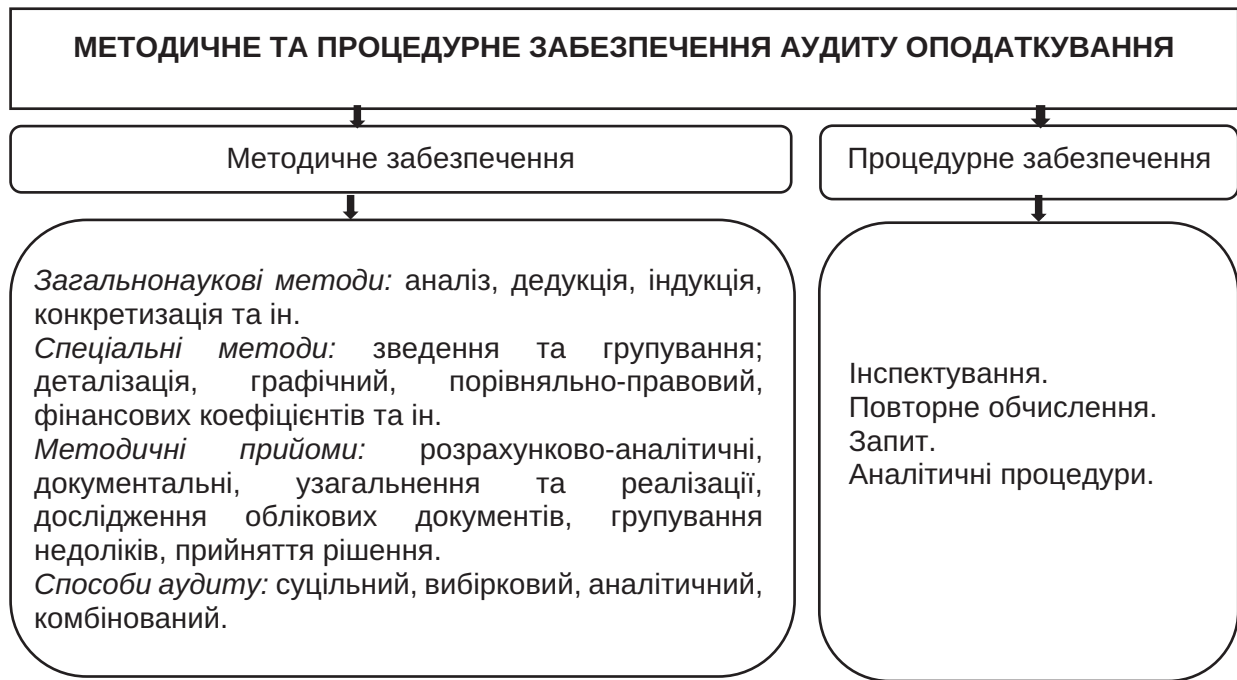 МЕТОДИЧНЕ ТА ПРОЦЕДУРНЕ ЗАБЕЗПЕЧЕННЯ АУДИТУ ОПОДАТКУВАННЯ
Методичне забезпечення
Загальнонаукові методи: аналіз, дедукція, індукція,
конкретизація та ін.
Спеціальні методи: зведення та групування;
деталізація, графічний, порівняльно-правовий,
фінансових коефіцієнтів та ін.
Методичні прийоми: розрахунково-аналітичні,
документальні, узагальнення та реалізації,
дослідження облікових документів, групування
недоліків, прийняття рішення.
Способи аудиту: суцільний, вибірковий, аналітичний,
комбінований.
Процедурне забезпечення
Інспектування.
Повторне обчислення.
Запит.
Аналітичні процедури.